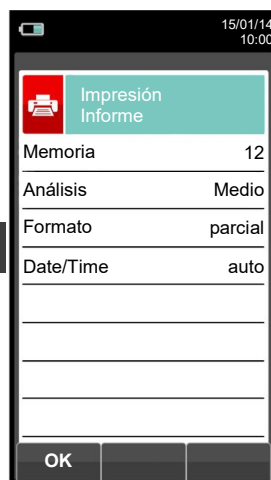 15/01/14
10:00
Impresión
Informe
Memoria 12
Análisis Medio
Formato parcial
Date/Time auto
OK